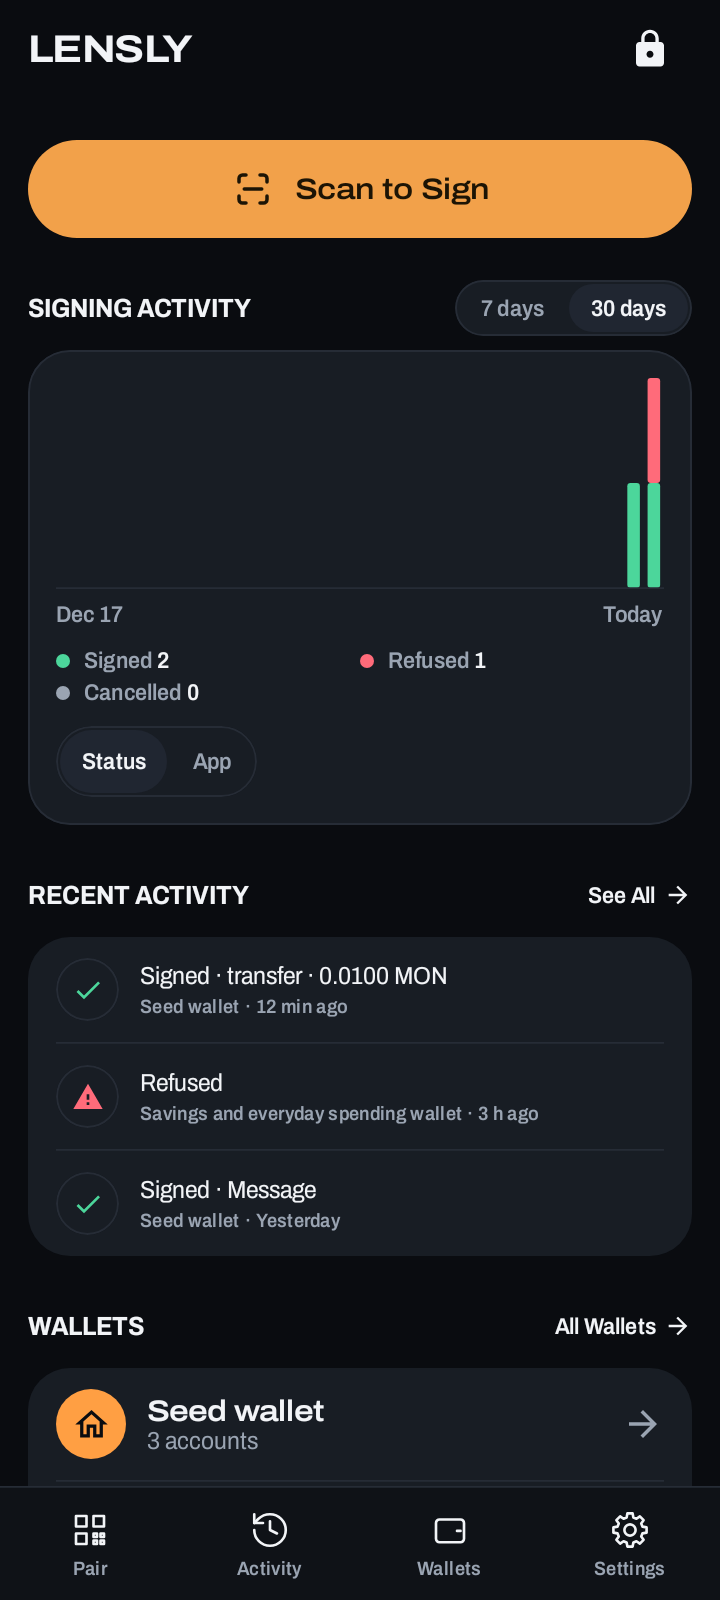 LENSLY
Scan to Sign
SIGNING ACTIVITY
7 days
30 days
Dec 17
Today
Signed 2
Refused 1
Cancelled 0
Status
App
RECENT ACTIVITY
See All
Signed · transfer · 0.0100 MON
Seed wallet · 12 min ago
Refused
Savings and everyday spending wallet · 3 h ago
Signed · Message
Seed wallet · Yesterday
WALLETS
All Wallets
Seed wallet
3 accounts
Pair
Activity
Wallets
Settings